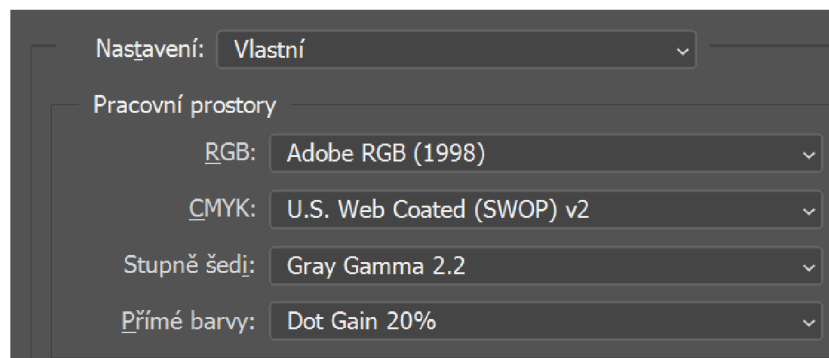 Nastavení: Vlastní
Pracovní prostory
RGB: Adobe RGB (1998)
CMYK: U.S. Web Coated (SWOP) v2
Stupně šedi: Gray Gamma 2.2
Přímé barvy: Dot Gain 20%